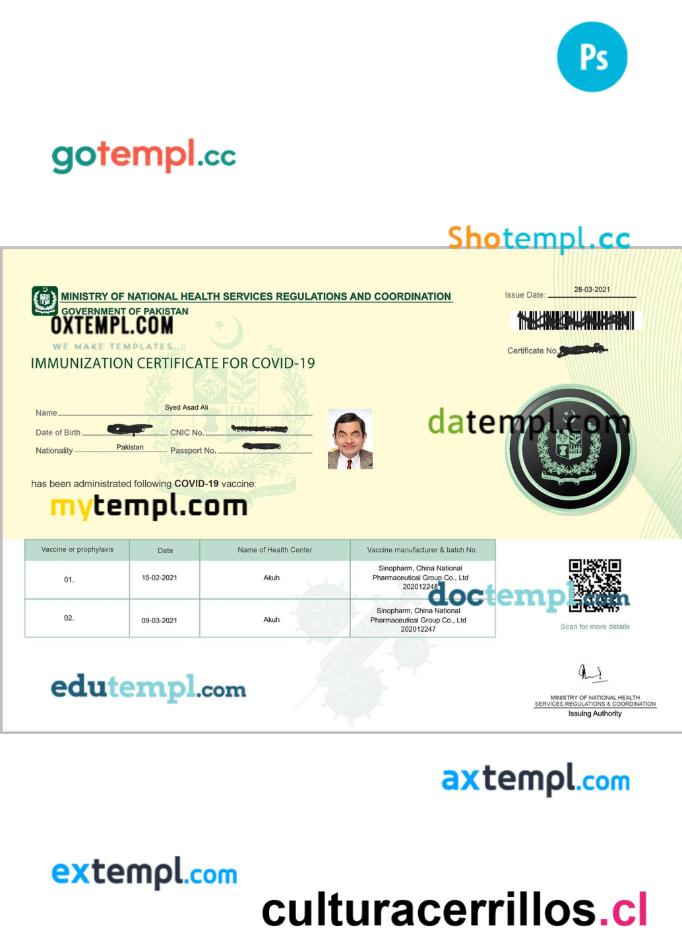 Ps
gotempl.cc
Shotempl.cc
MINISTRY OF NATIONAL HEALTH SERVICES REGULATIONS AND COORDINATION
GOVERNMENT OF PAKISTAN
OXTEMPL.COM
WE MAKE TEMPLATES
IMMUNIZATION CERTIFICATE FOR COVID-19
Issue Date: 28-03-2021
Certificate No.
Name Syed Asad Ali
Date of Birth CNIC No.
Nationality Pakistan Passport No.
datempl.com
has been administrated following COVID-19 vaccine:
mytempl.com
Vaccine or prophylaxis Date Name of Health Center Vaccine manufacturer & batch No.
01. 15-02-2021 Akuh Sinopharm, China National
Pharmaceutical Group Co., Ltd
202012248
02. 09-03-2021 Akuh Sinopharm, China National
Pharmaceutical Group Co., Ltd
202012247
doctempl.com
Scan for more details
edutempl.com
MINISTRY OF NATIONAL HEALTH
SERVICES REGULATIONS & COORDINATION
Issuing Authority
axtempl.com
extempl.com
culturacerrillos.cl